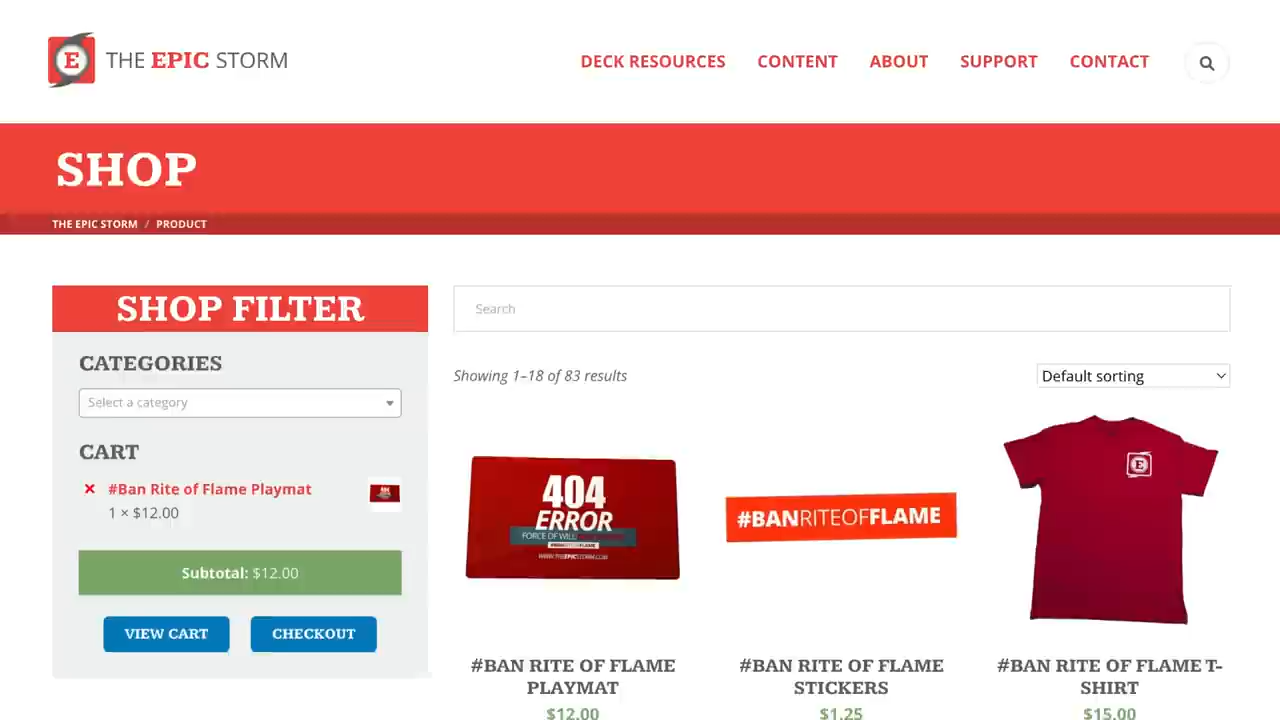 THE EPIC STORM
DECK RESOURCES
CONTENT
ABOUT
SUPPORT
CONTACT
SHOP
THE EPIC STORM / PRODUCT
SHOP FILTER
CATEGORIES
Select a category
CART
#Ban Rite of Flame Playmat
1 × $12.00
Subtotal: $12.00
VIEW CART
CHECKOUT
Search
Showing 1–18 of 83 results
Default sorting
404
ERROR
FORCE OF WILL
WWW.THEEPICSTORM.COM
#BANRITEOFFLAME
E
#BAN RITE OF FLAME
PLAYMAT
$12.00
#BAN RITE OF FLAME
STICKERS
$1.25
#BAN RITE OF FLAME T-
SHIRT
$15.00